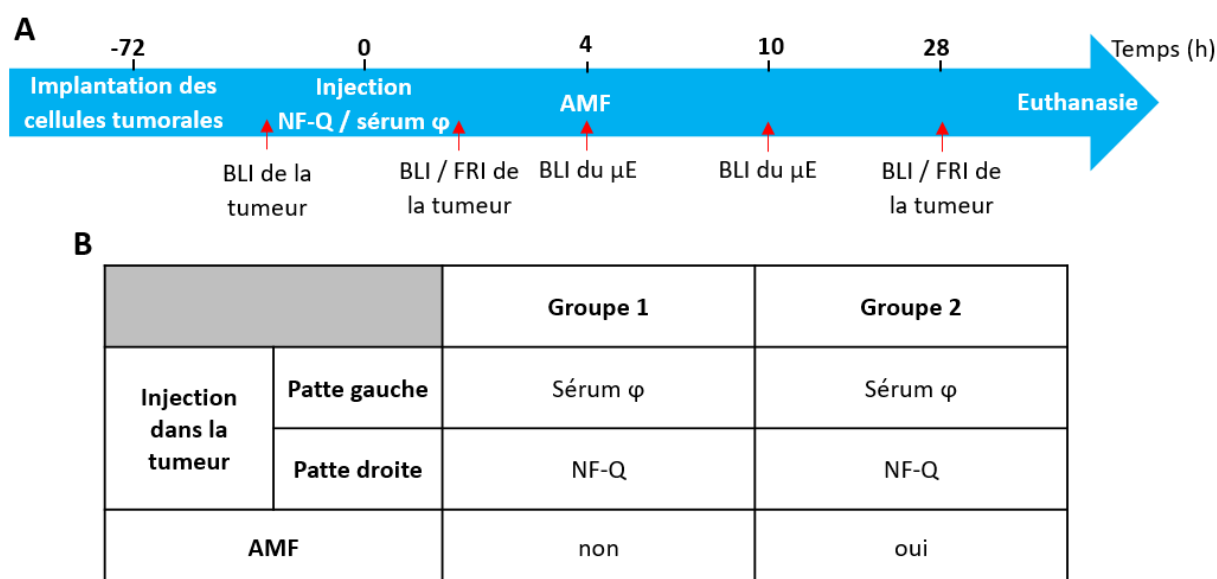 A
-72 0 4 10 28 Temps (h)
Implantation des
cellules tumorales
Injection
NF-Q / sérum φ
AMF
Euthanasie
BLI de la
tumeur
BLI / FRI de
la tumeur
BLI du µE
BLI du µE
BLI / FRI de
la tumeur
B
Groupe 1 Groupe 2
Injection
dans la
tumeur
Patte gauche Sérum φ Sérum φ
Patte droite NF-Q NF-Q
AMF non oui